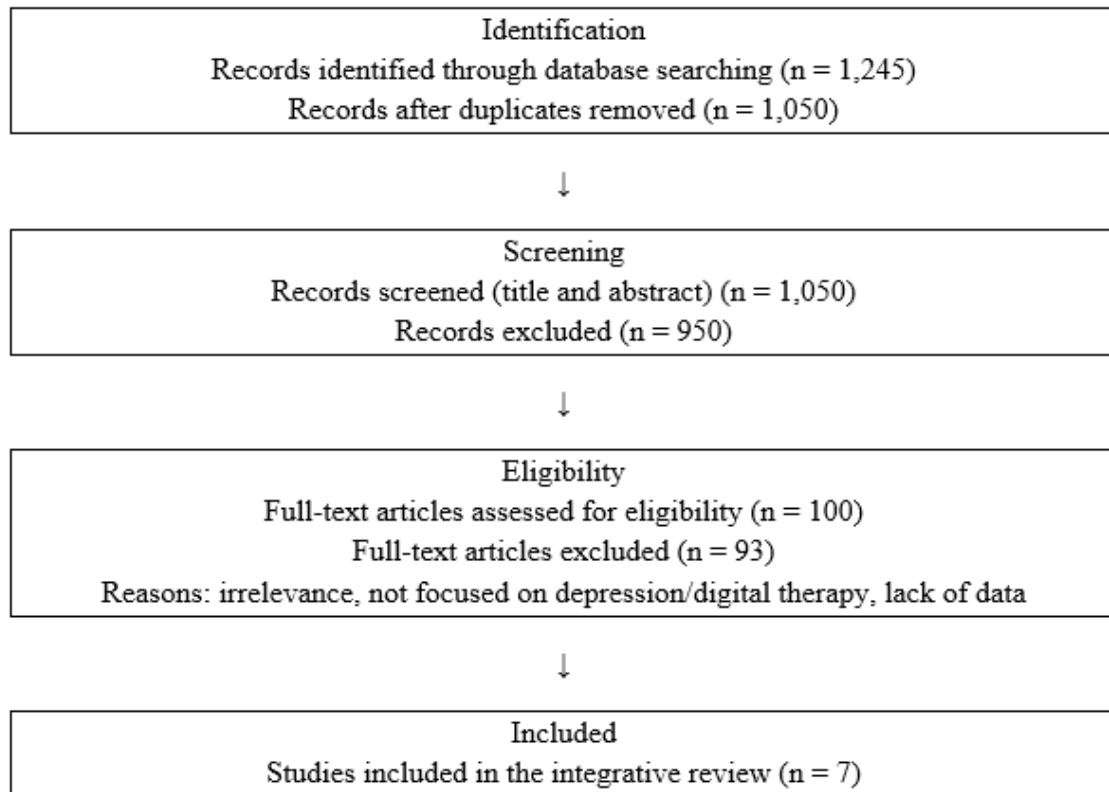 Identification
Records identified through database searching (n = 1,245)
Records after duplicates removed (n = 1,050)
↓
Screening
Records screened (title and abstract) (n = 1,050)
Records excluded (n = 950)
↓
Eligibility
Full-text articles assessed for eligibility (n = 100)
Full-text articles excluded (n = 93)
Reasons: irrelevance, not focused on depression/digital therapy, lack of data
↓
Included
Studies included in the integrative review (n = 7)